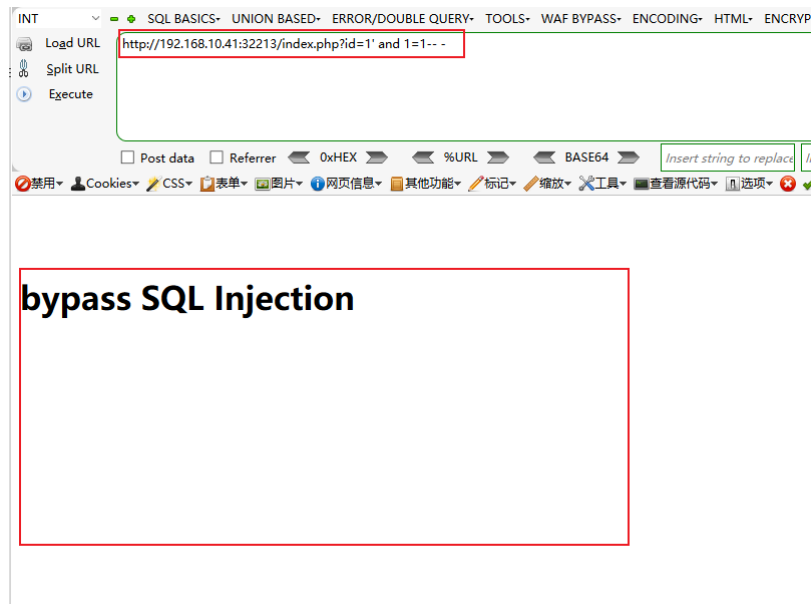 INT SQL BASICS▾ UNION BASED▾ ERROR/DOUBLE QUERY▾ TOOLS▾ WAF BYPASS▾ ENCODING▾ HTML▾ ENCRYP
Load URL http://192.168.10.41:32213/index.php?id=1' and 1=1-- -
Split URL
Execute
Post data Referrer 0xHEX %URL BASE64 Insert string to replace
禁用▾ Cookies▾ CSS▾ 表单▾ 图片▾ 网页信息▾ 其他功能▾ 标记▾ 缩放▾ 工具▾ 查看源代码▾ 选项▾
bypass SQL Injection